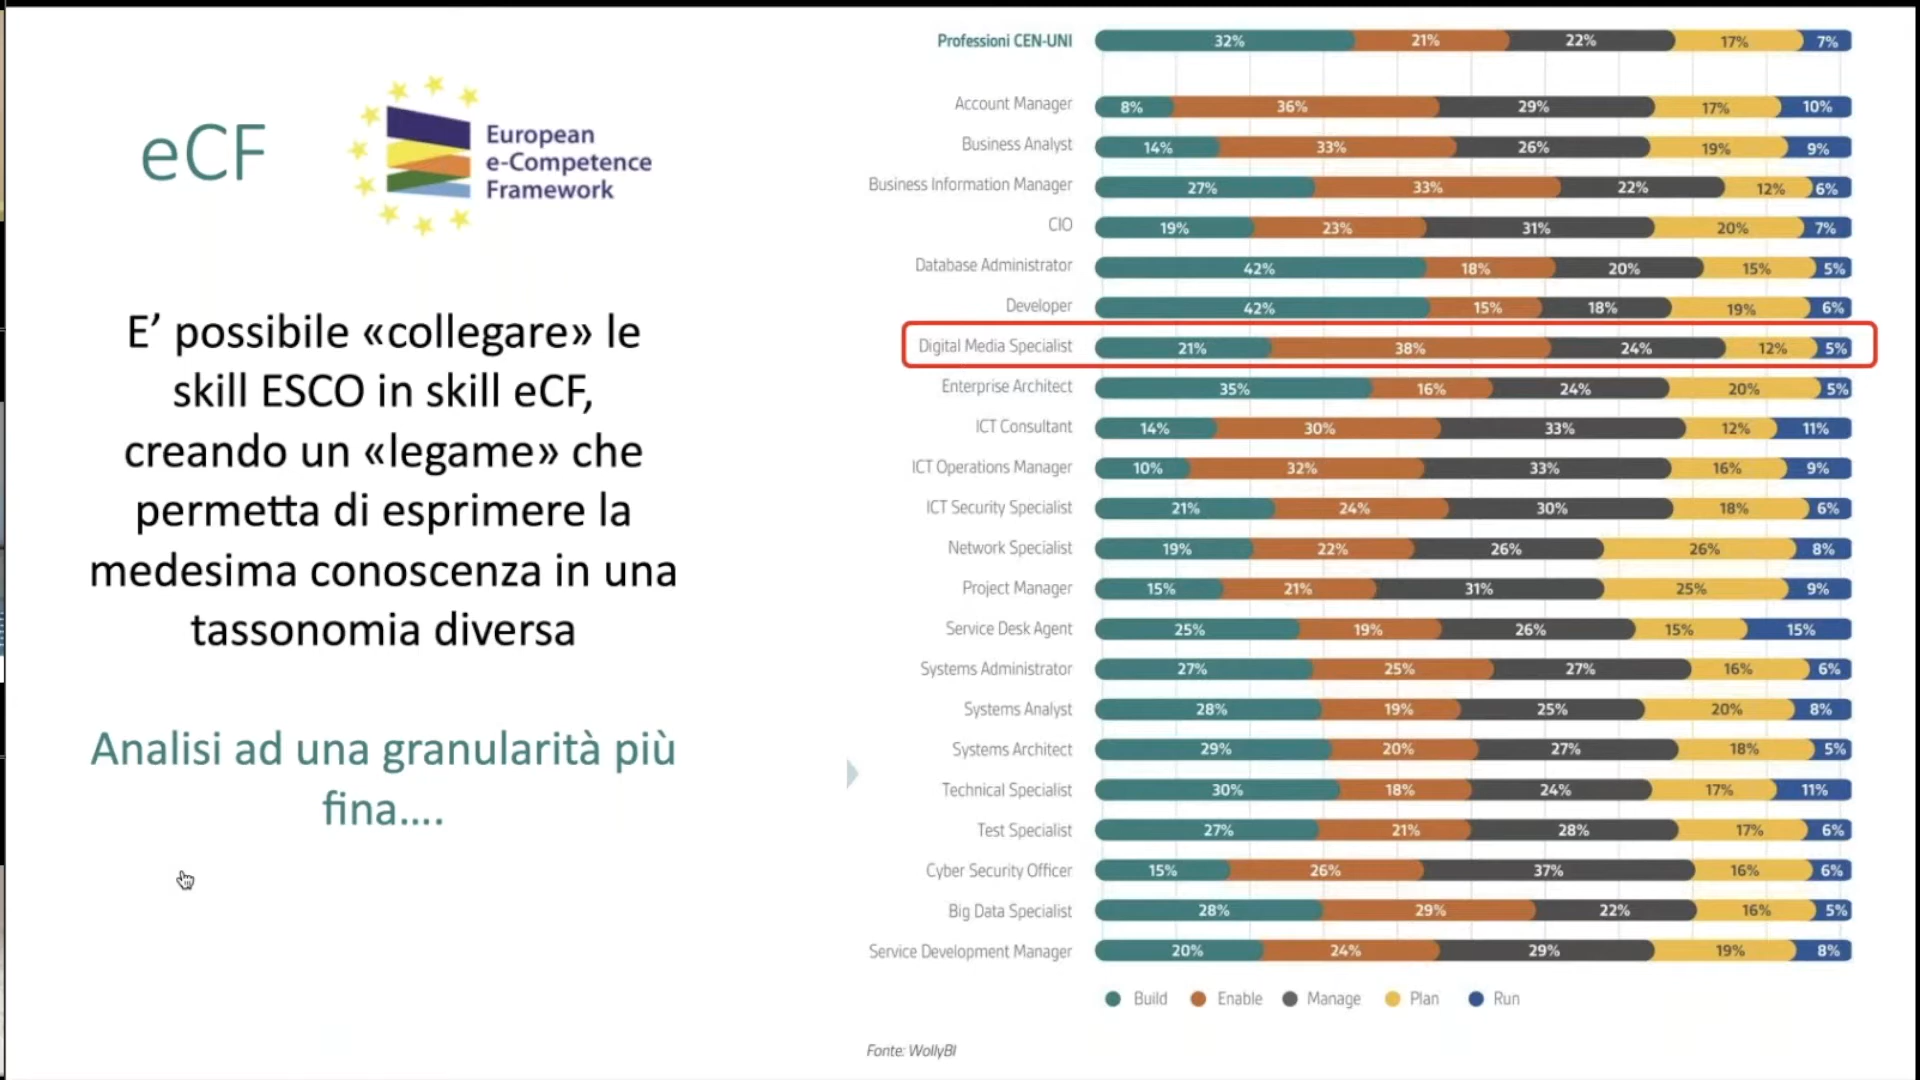 eCF
European
e-Competence
Framework
E’ possibile «collegare» le
skill ESCO in skill eCF,
creando un «legame» che
permetta di esprimere la
medesima conoscenza in una
tassonomia diversa
Analisi ad una granularità più
fina....
Professioni CEN-UNI 32% 21% 22% 17% 7%
Account Manager 8% 36% 29% 17% 10%
Business Analyst 14% 33% 26% 19% 9%
Business Information Manager 27% 33% 22% 12% 6%
CIO 19% 23% 31% 20% 7%
Database Administrator 42% 18% 20% 15% 5%
Developer 42% 15% 18% 19% 6%
Digital Media Specialist 21% 38% 24% 12% 5%
Enterprise Architect 35% 16% 24% 20% 5%
ICT Consultant 14% 30% 33% 12% 11%
ICT Operations Manager 10% 32% 33% 16% 9%
ICT Security Specialist 21% 24% 30% 18% 6%
Network Specialist 19% 22% 26% 26% 8%
Project Manager 15% 21% 31% 25% 9%
Service Desk Agent 25% 19% 26% 15% 15%
Systems Administrator 27% 25% 27% 16% 6%
Systems Analyst 28% 19% 25% 20% 8%
Systems Architect 29% 20% 27% 18% 5%
Technical Specialist 30% 18% 24% 17% 11%
Test Specialist 27% 21% 28% 17% 6%
Cyber Security Officer 15% 26% 37% 16% 6%
Big Data Specialist 28% 29% 22% 16% 5%
Service Development Manager 20% 24% 29% 19% 8%
Build Enable Manage Plan Run
Fonte: WollyBI